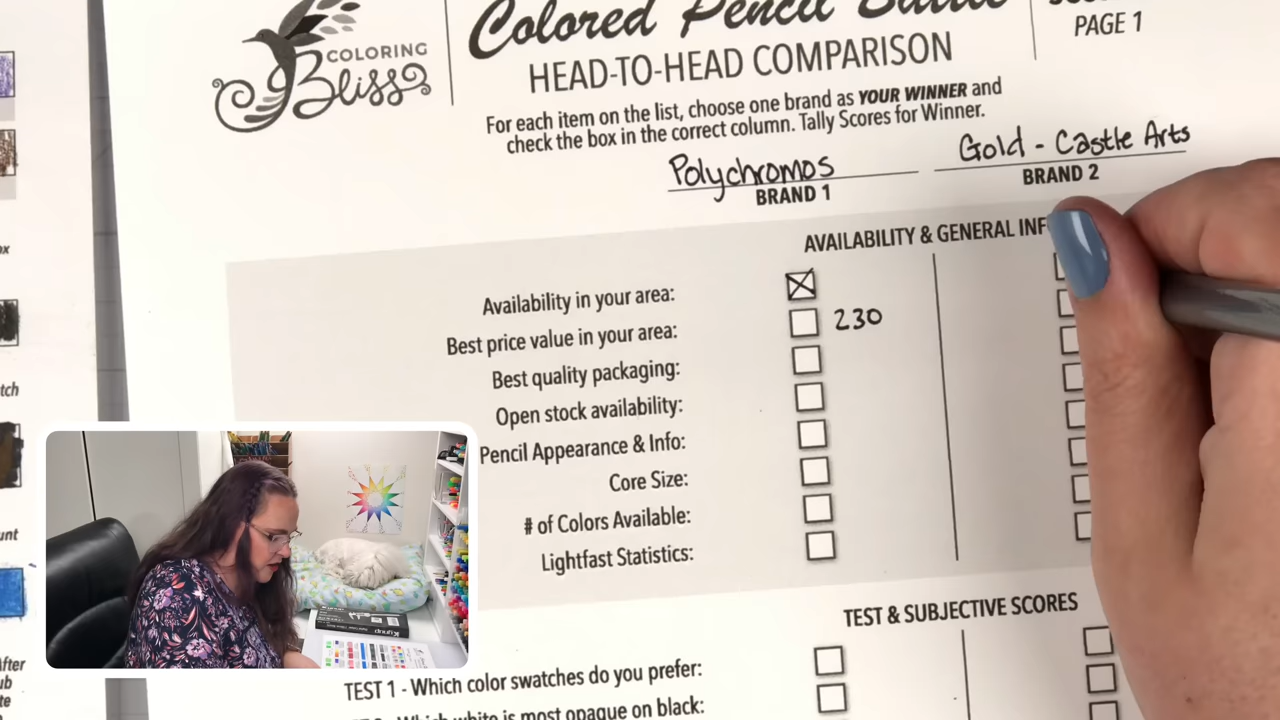 COLORING
Bliss
Colored Pencil
HEAD-TO-HEAD COMPARISON
PAGE 1
For each item on the list, choose one brand as YOUR WINNER and
check the box in the correct column. Tally Scores for Winner.
Polychromos
BRAND 1
Gold - Castle Arts
BRAND 2
AVAILABILITY & GENERAL INF
Availability in your area:
Best price value in your area: 230
Best quality packaging:
Open stock availability:
Pencil Appearance & Info:
Core Size:
# of Colors Available:
Lightfast Statistics:
TEST & SUBJECTIVE SCORES
TEST 1 - Which color swatches do you prefer:
Which white is most opaque on black: